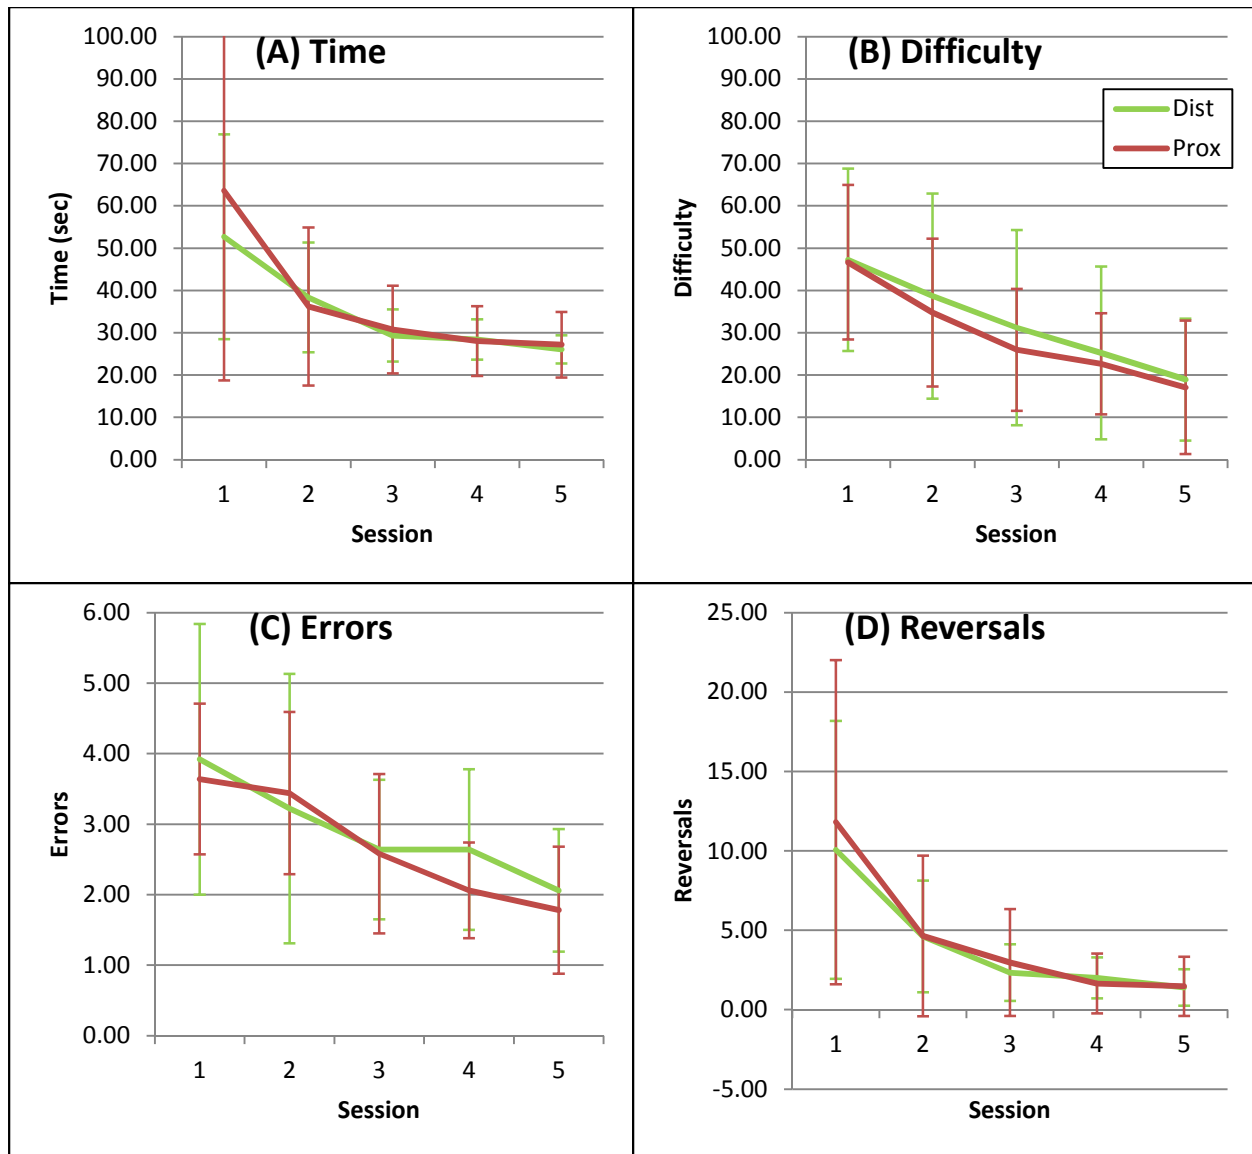 (A) Time
100.00
90.00
80.00
70.00
60.00
50.00
40.00
30.00
20.00
10.00
0.00
Time (sec)
1 2 3 4 5
Session
(B) Difficulty
100.00
90.00
80.00
70.00
60.00
50.00
40.00
30.00
20.00
10.00
0.00
Difficulty
Dist
Prox
1 2 3 4 5
Session
(C) Errors
6.00
5.00
4.00
3.00
2.00
1.00
0.00
Errors
1 2 3 4 5
Session
(D) Reversals
25.00
20.00
15.00
10.00
5.00
0.00
-5.00
Reversals
1 2 3 4 5
Session